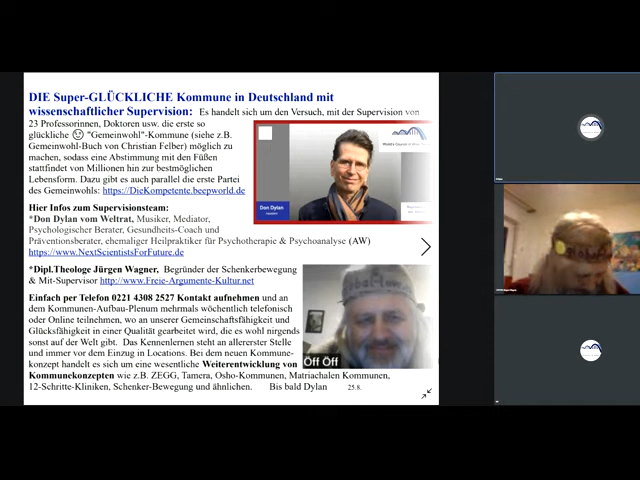 DIE Super-GLÜCKLICHE Kommune in Deutschland mit
wissenschaftlicher Supervision: Es handelt sich um den Versuch, mit der Supervision von
23 Professorinnen, Doktoren usw. die erste so
glückliche 😉 "Gemeinwohl"-Kommune (siehe z.B.
Gemeinwohl-Buch von Christian Felber) möglich zu
machen, sodass eine Abstimmung mit den Füßen
stattfindet von Millionen hin zur bestmöglichen
Lebensform. Dazu gibt es auch parallel die erste Partei
des Gemeinwohls: https://DieKompetente.beepworld.de
Don Dylan
Hier Infos zum Supervisionsteam:
*Don Dylan vom Weltrat, Musiker, Mediator,
Psychologischer Berater, Gesundheits-Coach und
Präventionsberater, ehemaliger Heilpraktiker für Psychotherapie & Psychoanalyse (AW)
https://www.NextScientistsForFuture.de
*Dipl.Theologe Jürgen Wagner, Begründer der Schenkerbewegung
& Mit-Supervisor http://www.Freie-Argumente-Kultur.net
Einfach per Telefon 0221 4308 2527 Kontakt aufnehmen und an
dem Kommunen-Aufbau-Plenum mehrmals wöchentlich telefonisch
oder Online teilnehmen, wo an unserer Gemeinschaftsfähigkeit und
Glücksfähigkeit in einer Qualität gearbeitet wird, die es wohl nirgends
sonst auf der Welt gibt. Das Kennenlernen steht an allererster Stelle
und immer vor dem Einzug in Locations. Bei dem neuen Kommune-
konzept handelt es sich um eine wesentliche Weiterentwicklung von
Kommunekonzepten wie z.B. ZEGG, Tamera, Osho-Kommunen, Matriachalen Kommunen,
12-Schritte-Kliniken, Schenker-Bewegung und ähnlichen. Bis bald Dylan 25.8.
Öff Öff